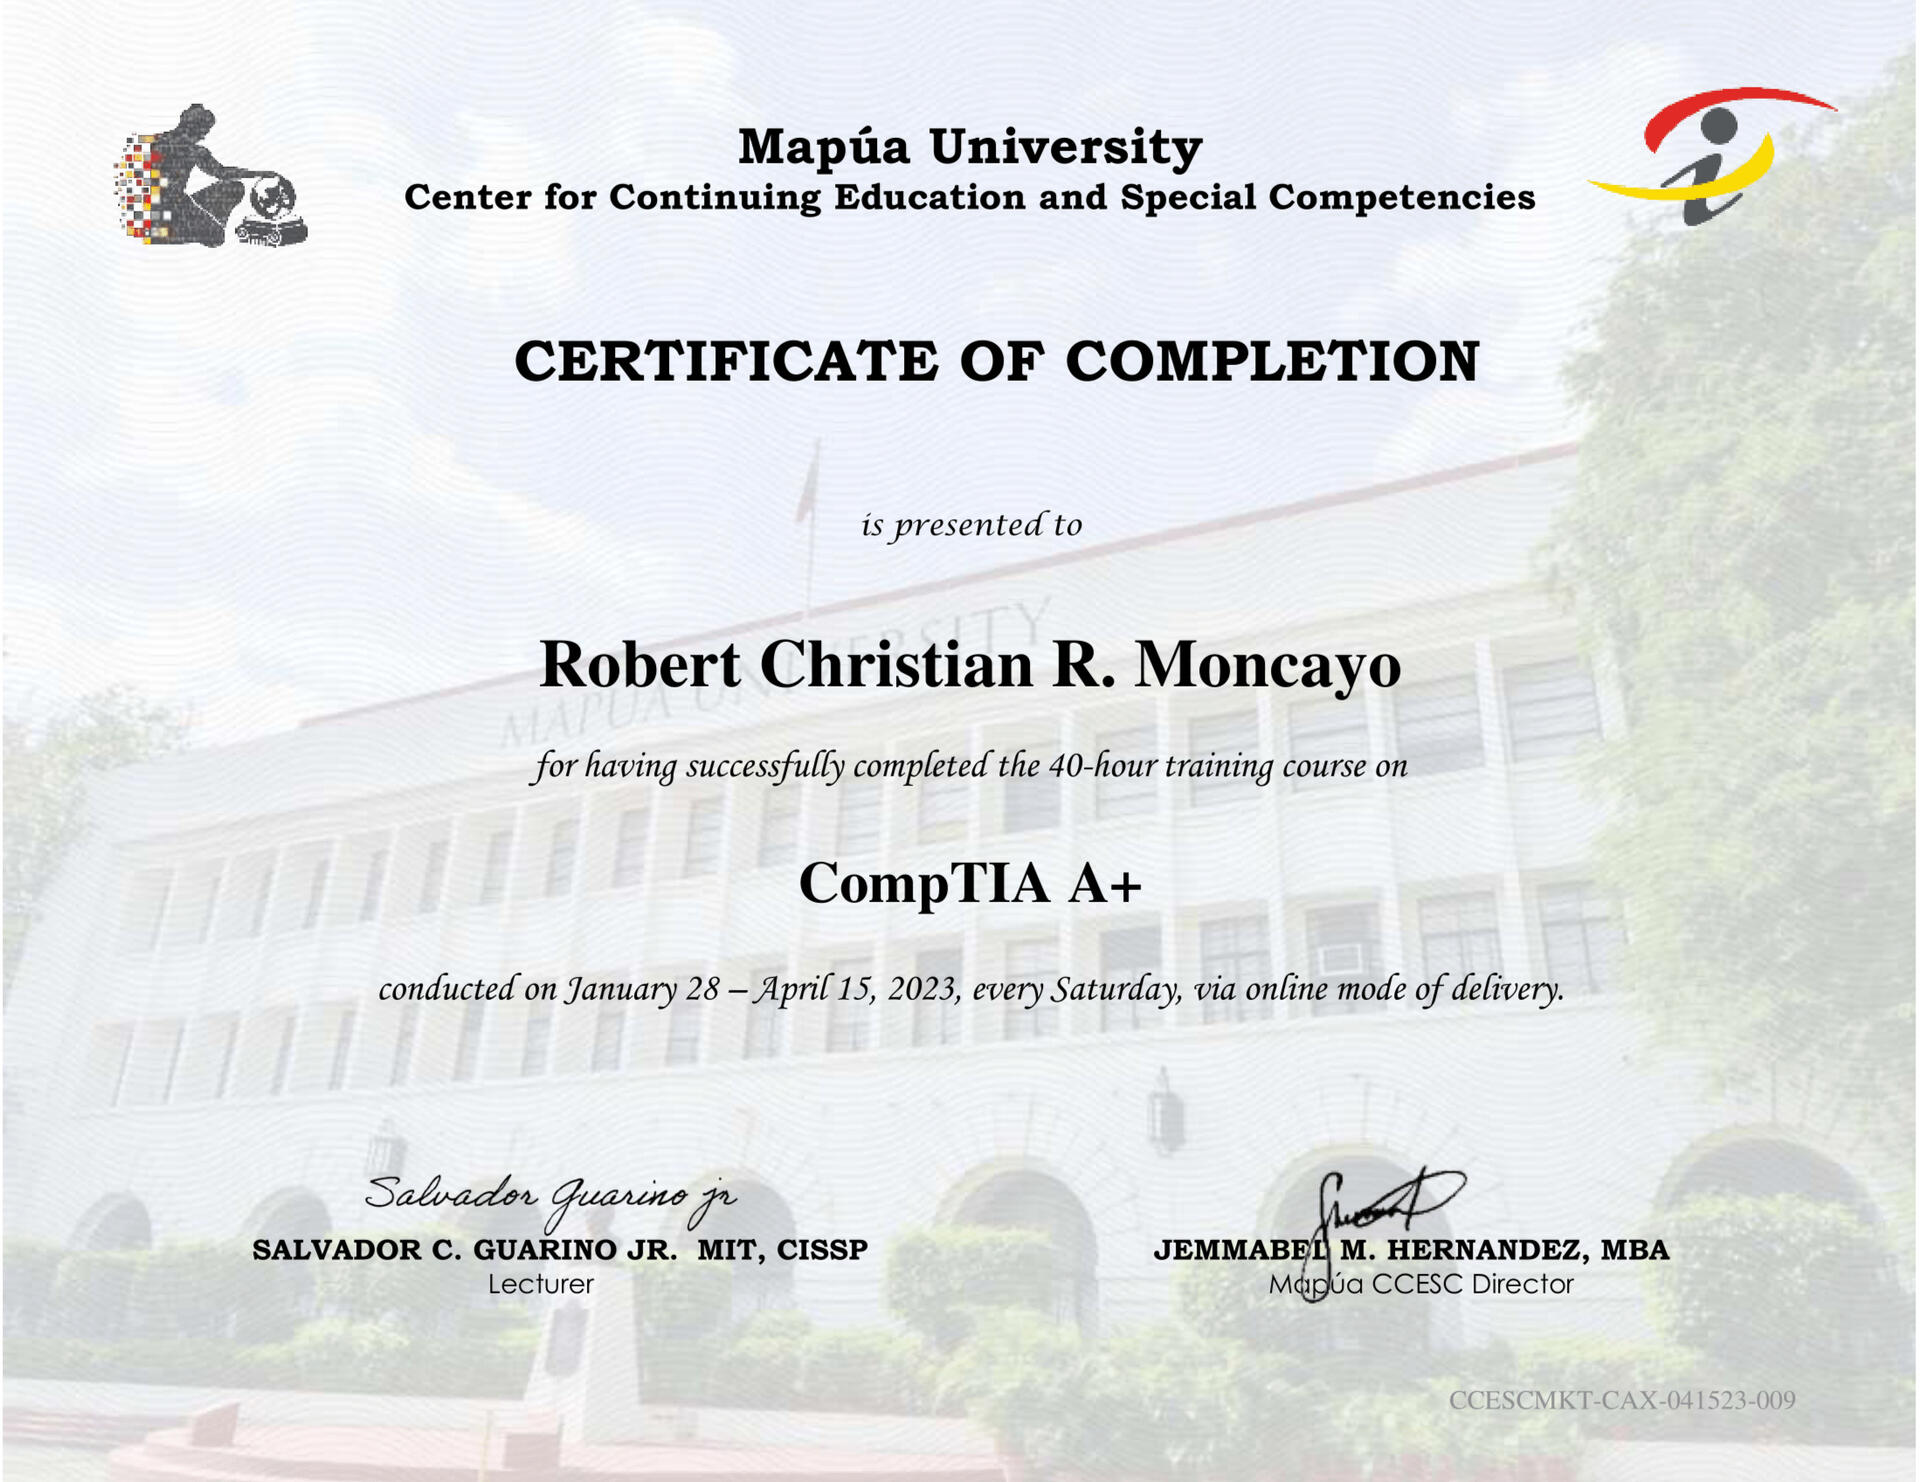 Mapúa University
Center for Continuing Education and Special Competencies
CERTIFICATE OF COMPLETION
is presented to
MAPUA UNIVERSITY
Robert Christian R. Moncayo
for having successfully completed the 40-hour training course on
CompTIA A+
conducted on January 28 – April 15, 2023, every Saturday, via online mode of delivery.
Salvador Guarino jr
SALVADOR C. GUARINO JR.  MIT, CISSP
Lecturer
JEMMABEL M. HERNANDEZ, MBA
Mapúa CCESC Director
CCESCMKT-CAX-041523-009